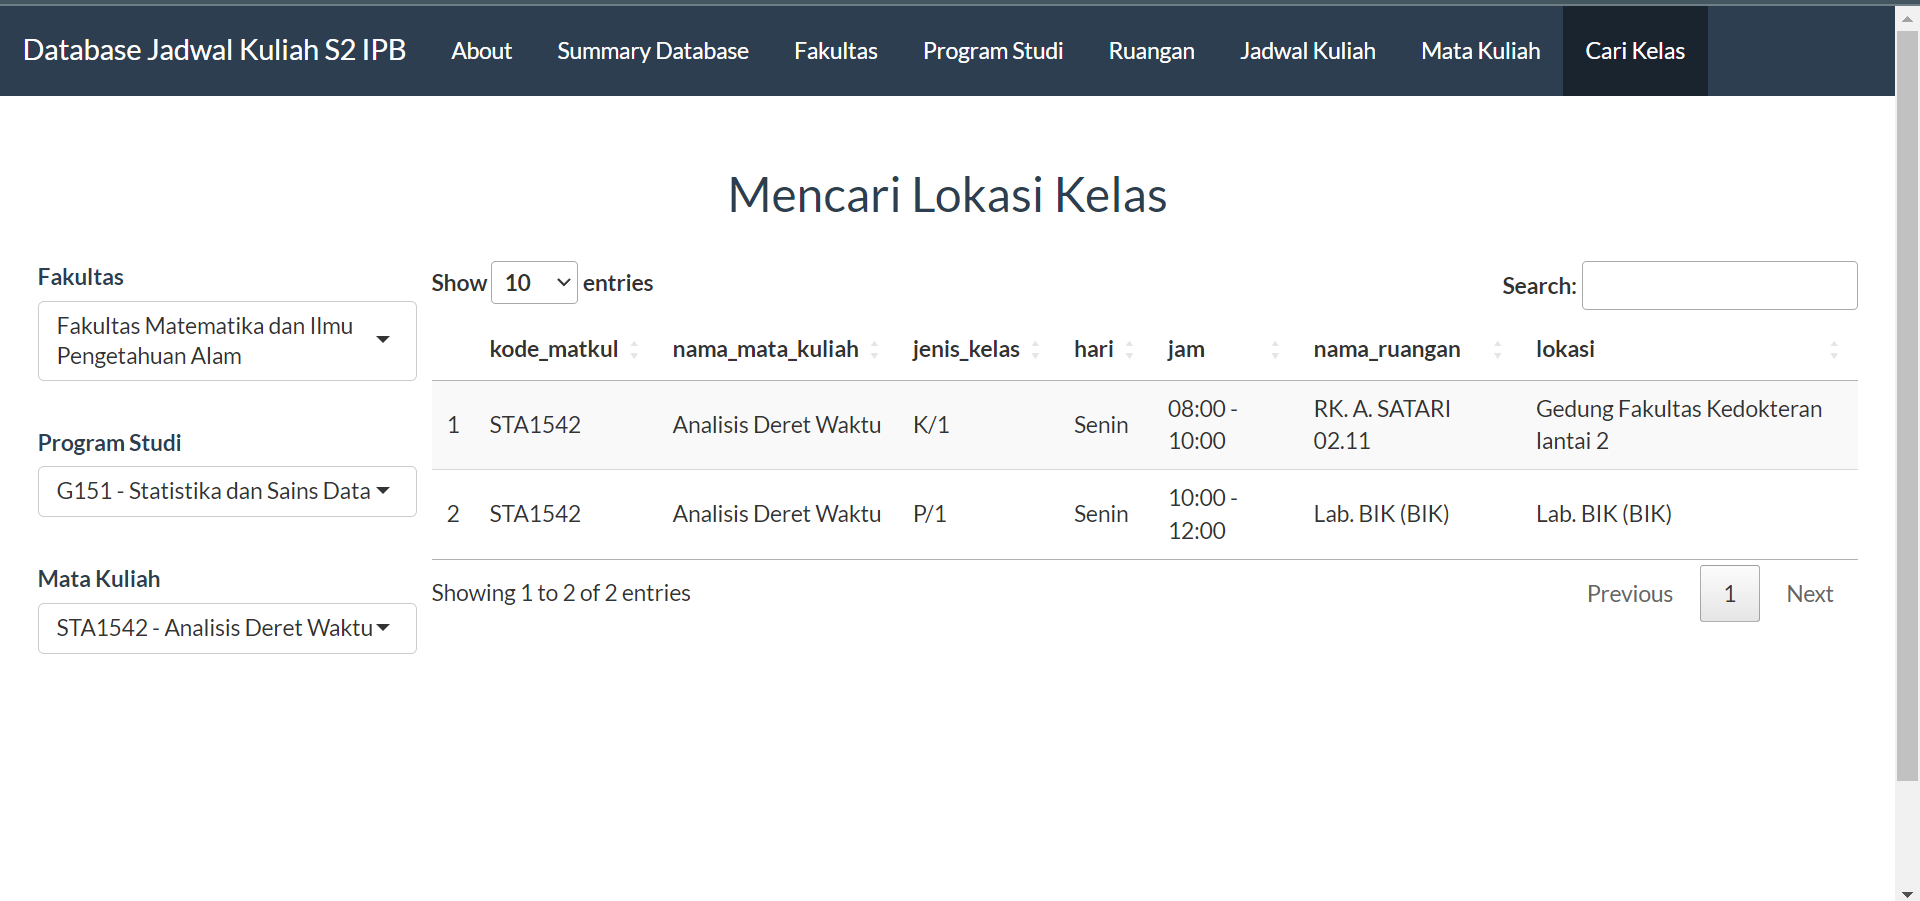 Database Jadwal Kuliah S2 IPB About Summary Database Fakultas Program Studi Ruangan Jadwal Kuliah Mata Kuliah Cari Kelas
Mencari Lokasi Kelas
Fakultas
Fakultas Matematika dan Ilmu
Pengetahuan Alam
Program Studi
G151 - Statistika dan Sains Data
Mata Kuliah
STA1542 - Analisis Deret Waktu
Show 10 entries
Search:
kode_matkul nama_mata_kuliah jenis_kelas hari jam nama_ruangan lokasi
1 STA1542 Analisis Deret Waktu K/1 Senin 08:00 - 10:00 RK. A. SATARI 02.11 Gedung Fakultas Kedokteran lantai 2
2 STA1542 Analisis Deret Waktu P/1 Senin 10:00 - 12:00 Lab. BIK (BIK) Lab. BIK (BIK)
Showing 1 to 2 of 2 entries
Previous 1 Next